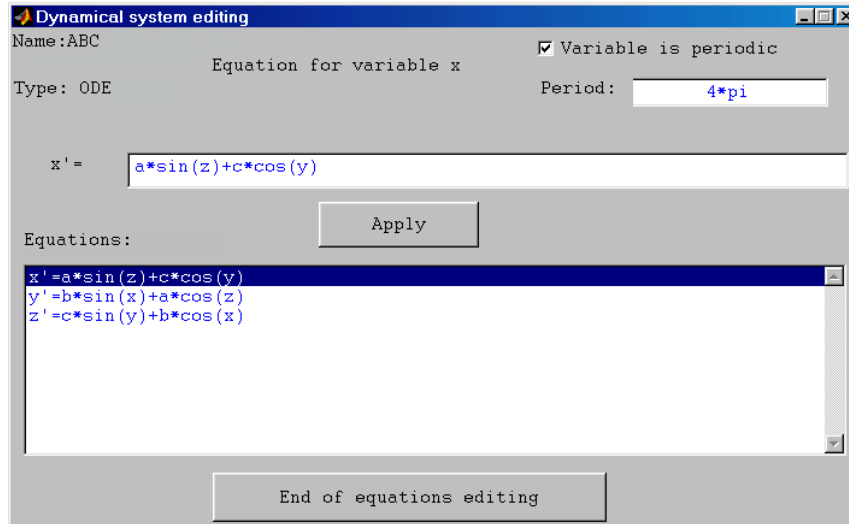 Dynamical system editing
Name:ABC
Variable is periodic
Equation for variable x
Type: ODE
Period:
4*pi
x'=
a*sin(z)+c*cos(y)
Apply
Equations:
x'=a*sin(z)+c*cos(y)
y'=b*sin(x)+a*cos(z)
z'=c*sin(y)+b*cos(x)
End of equations editing